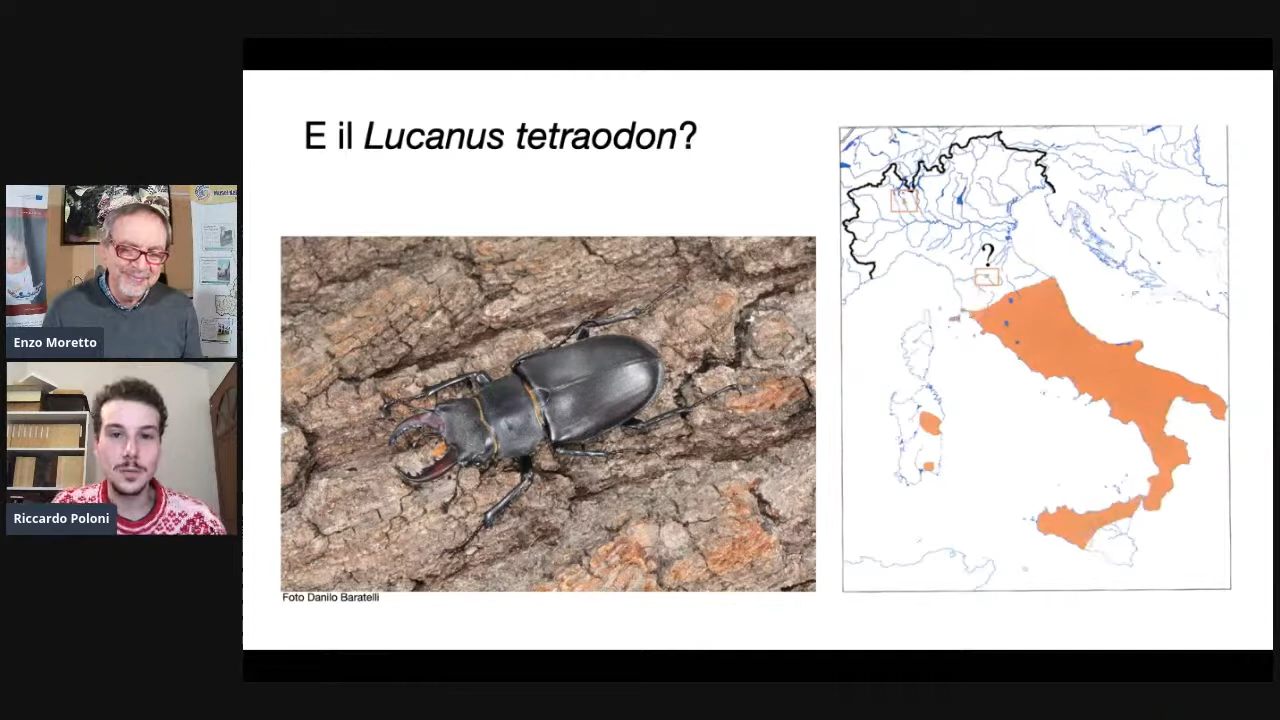 E il Lucanus tetraodon?
?
Enzo Moretto
Riccardo Poloni
Foto Danilo Baratelli